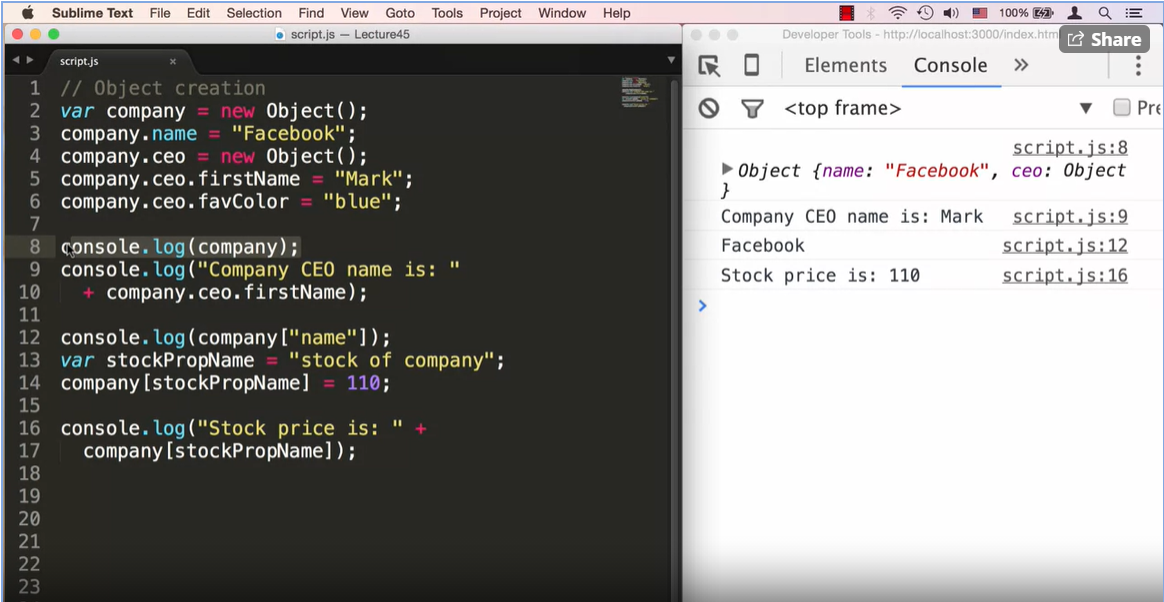 Sublime Text File Edit Selection Find View Goto Tools Project Window Help 100%
script.js — Lecture45
script.js
1 // Object creation
2 var company = new Object();
3 company.name = "Facebook";
4 company.ceo = new Object();
5 company.ceo.firstName = "Mark";
6 company.ceo.favColor = "blue";
7
8 console.log(company);
9 console.log("Company CEO name is: "
10 + company.ceo.firstName);
11
12 console.log(company["name"]);
13 var stockPropName = "stock of company";
14 company[stockPropName] = 110;
15
16 console.log("Stock price is: " +
17 company[stockPropName]);
18
19
20
21
22
23
Developer Tools - http://localhost:3000/index.htm
Share
Elements Console
<top frame> Pre
script.js:8
Object {name: "Facebook", ceo: Object
}
Company CEO name is: Mark script.js:9
Facebook script.js:12
Stock price is: 110 script.js:16